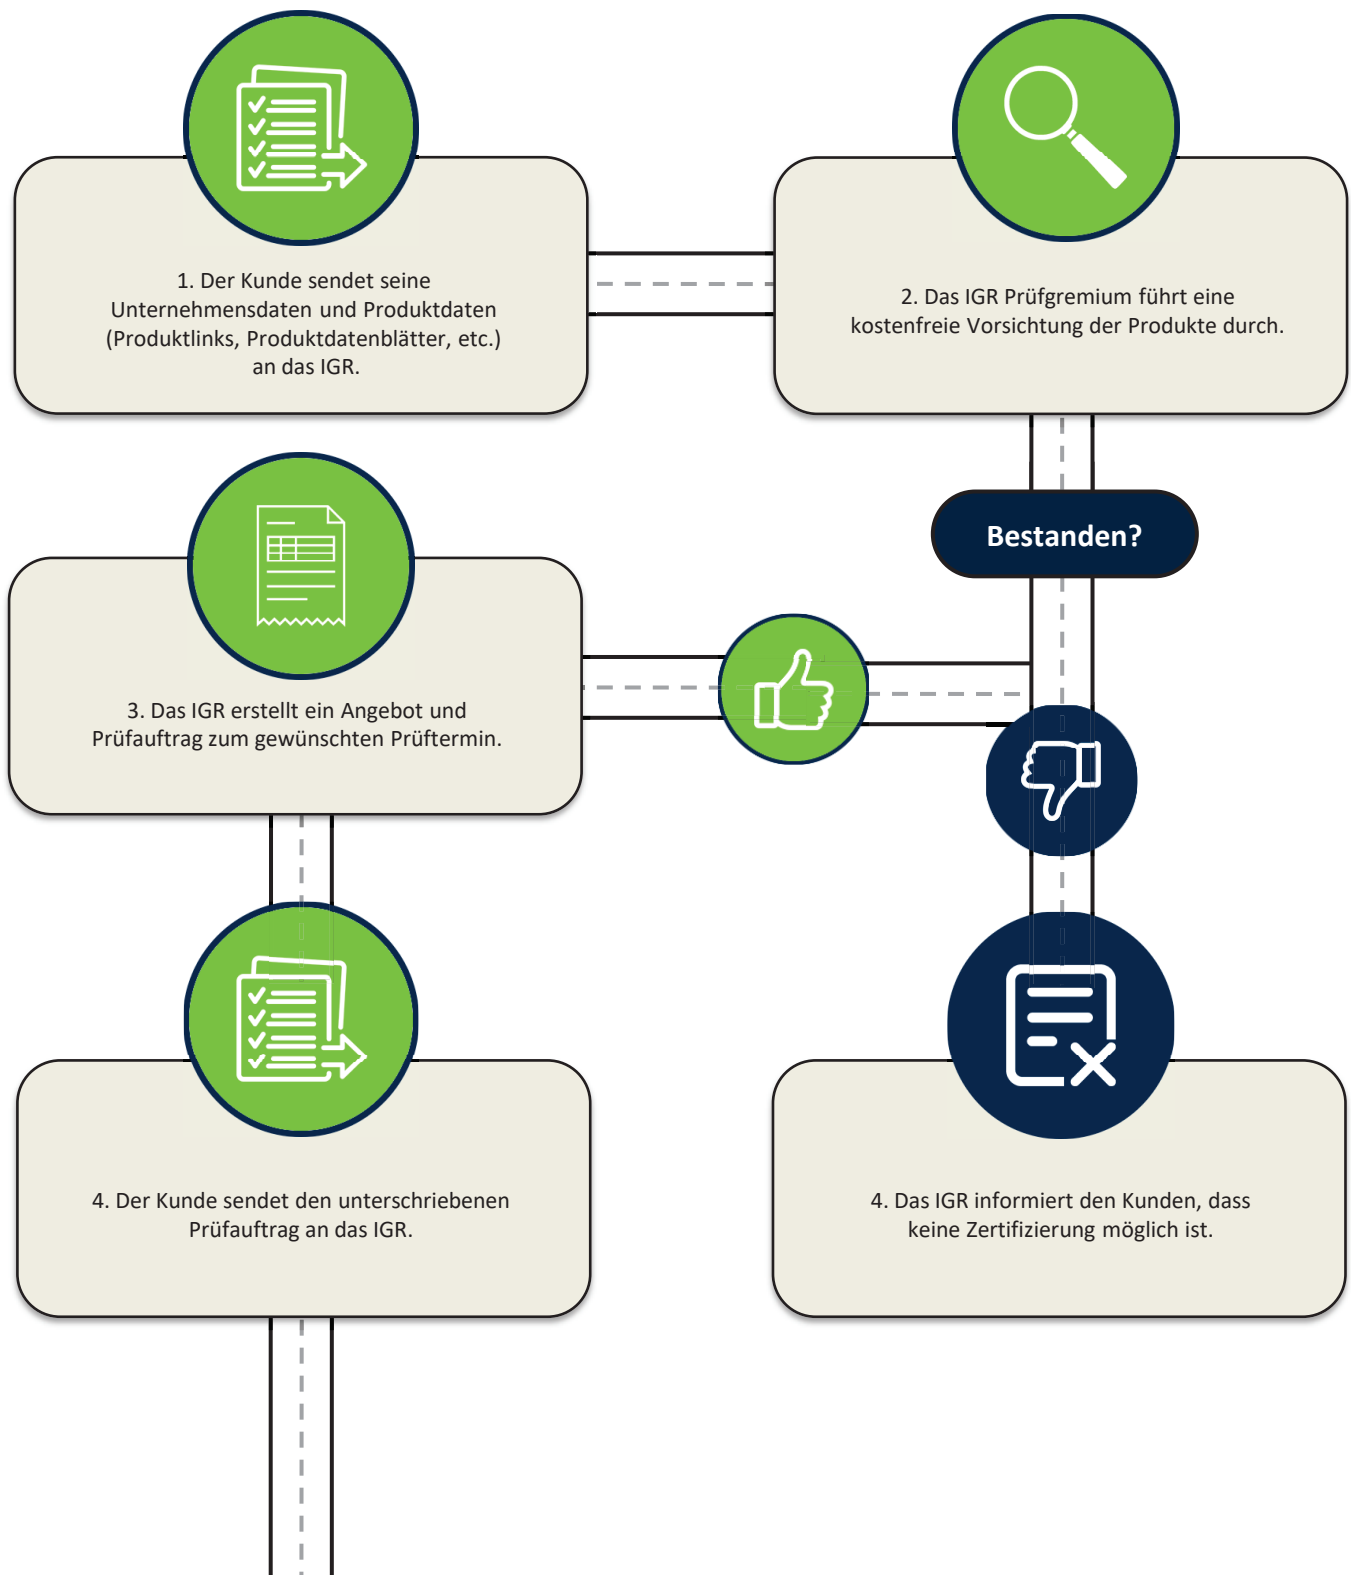 1. Der Kunde sendet seine
Unternehmensdaten und Produktdaten
(Produktlinks, Produktdatenblätter, etc.)
an das IGR.
2. Das IGR Prüfgremium führt eine
kostenfreie Vorsichtung der Produkte durch.
Bestanden?
3. Das IGR erstellt ein Angebot und
Prüfauftrag zum gewünschten Prüftermin.
4. Der Kunde sendet den unterschriebenen
Prüfauftrag an das IGR.
4. Das IGR informiert den Kunden, dass
keine Zertifizierung möglich ist.